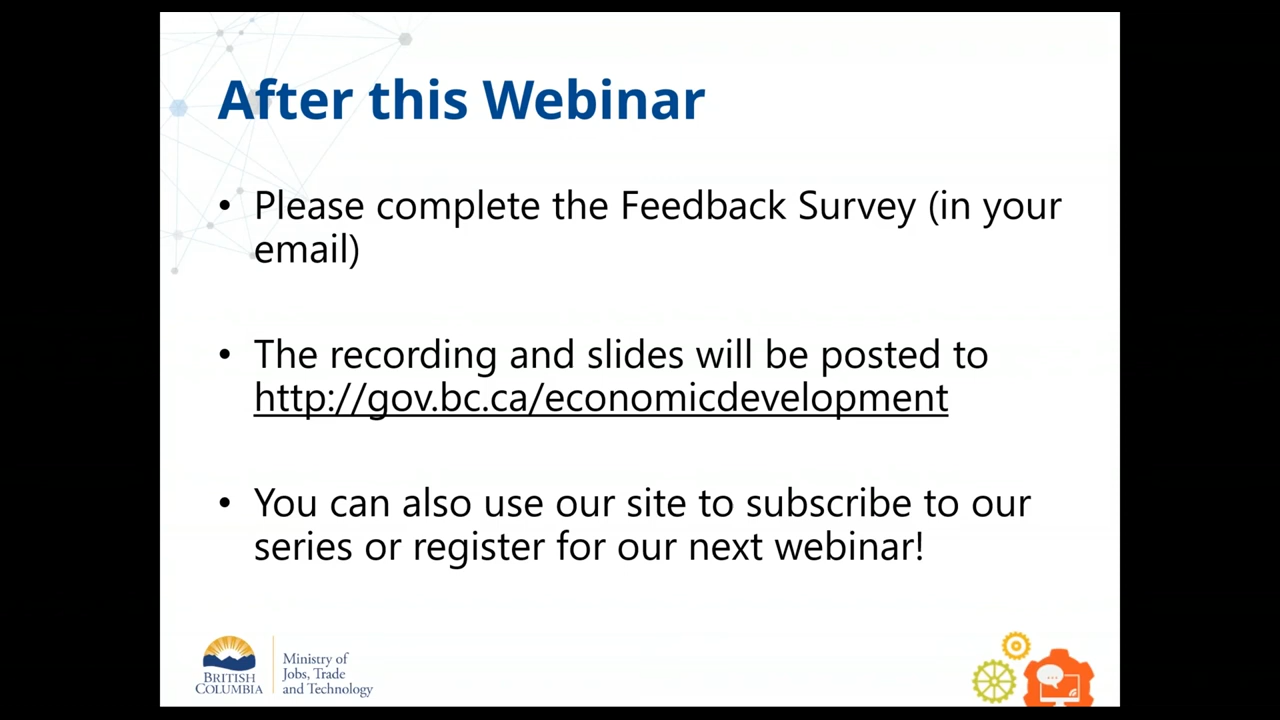 After this Webinar
• Please complete the Feedback Survey (in your
email)
• The recording and slides will be posted to
http://gov.bc.ca/economicdevelopment
• You can also use our site to subscribe to our
series or register for our next webinar!
BRITISH
COLUMBIA
Ministry of
Jobs, Trade
and Technology